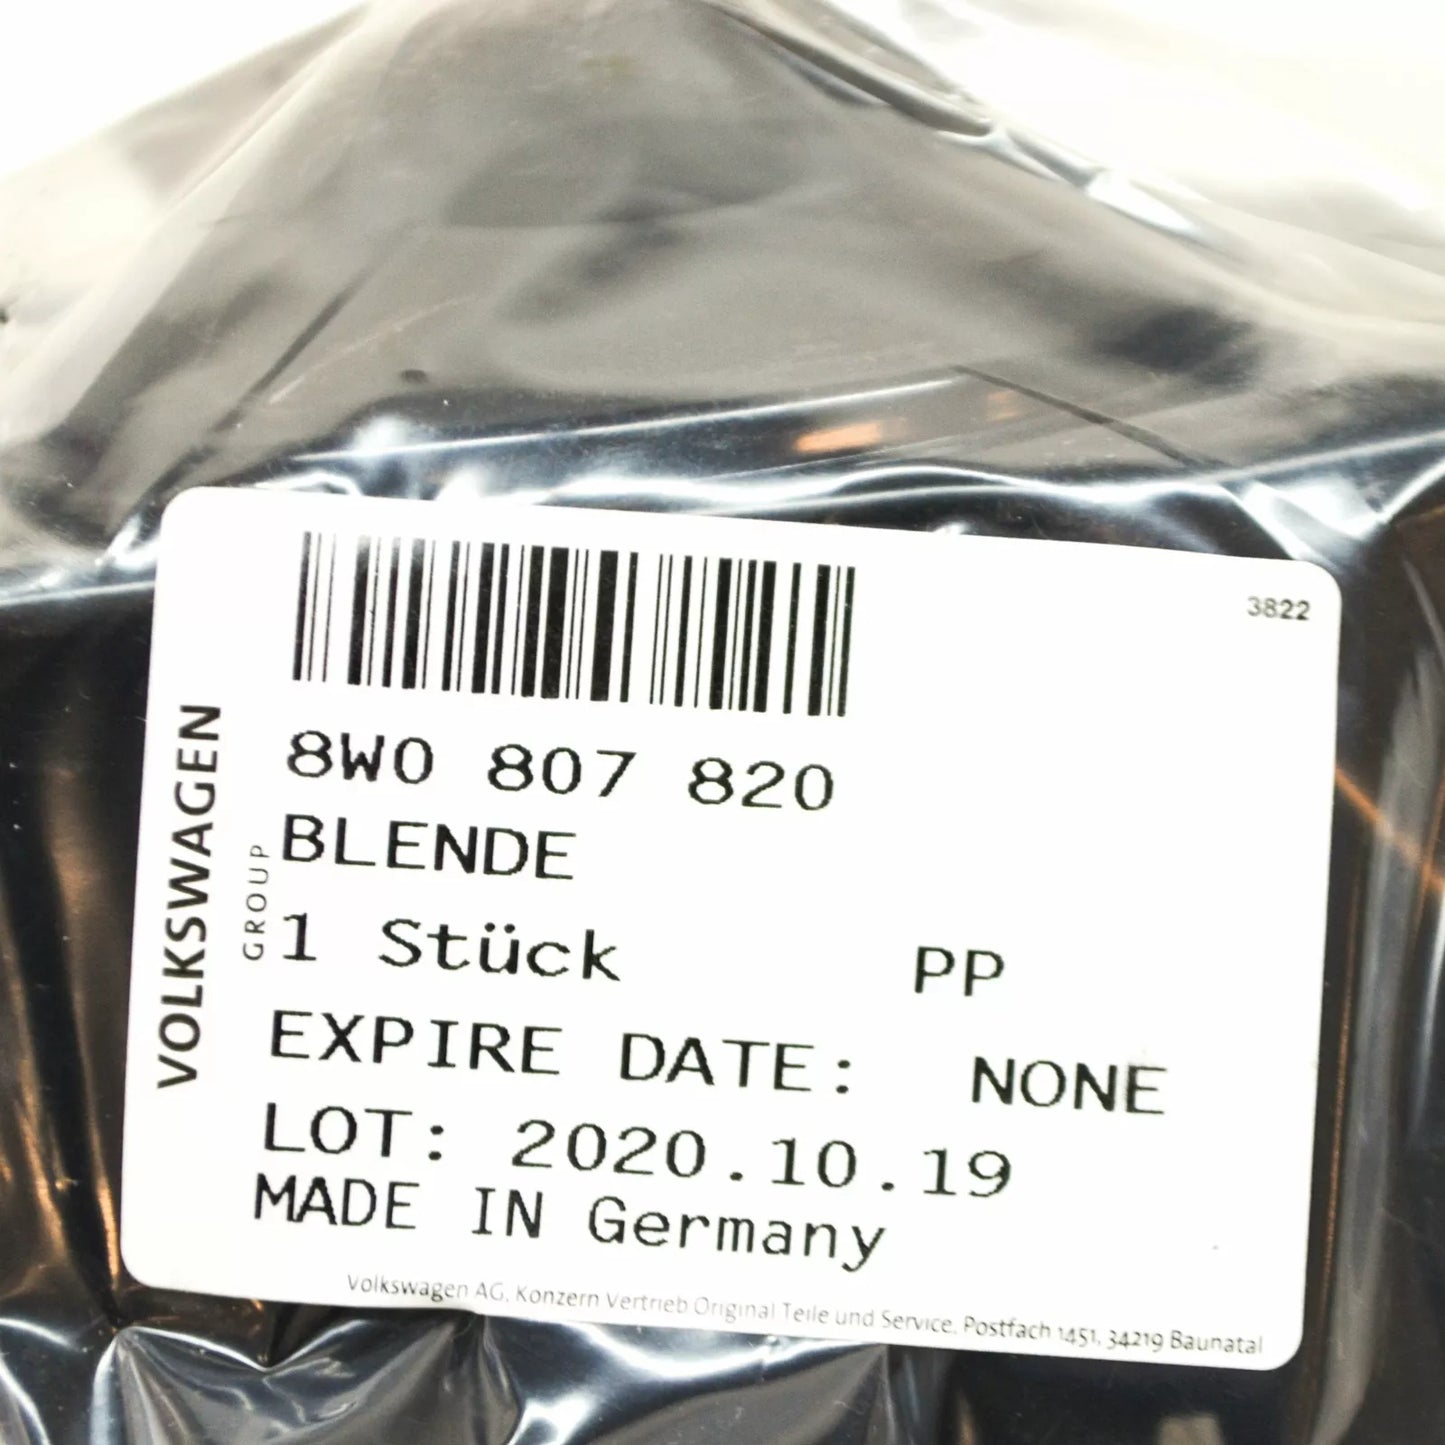 3822
8W0 807 820
BLENDE
1 Stück PP
EXPIRE DATE: NONE
LOT: 2020.10.19
MADE IN Germany
Volkswagen AG, Konzern Vertrieb Original Teile und Service, Postfach 1451, 34219 Baunatal
VOLKSWAGEN
GROUP